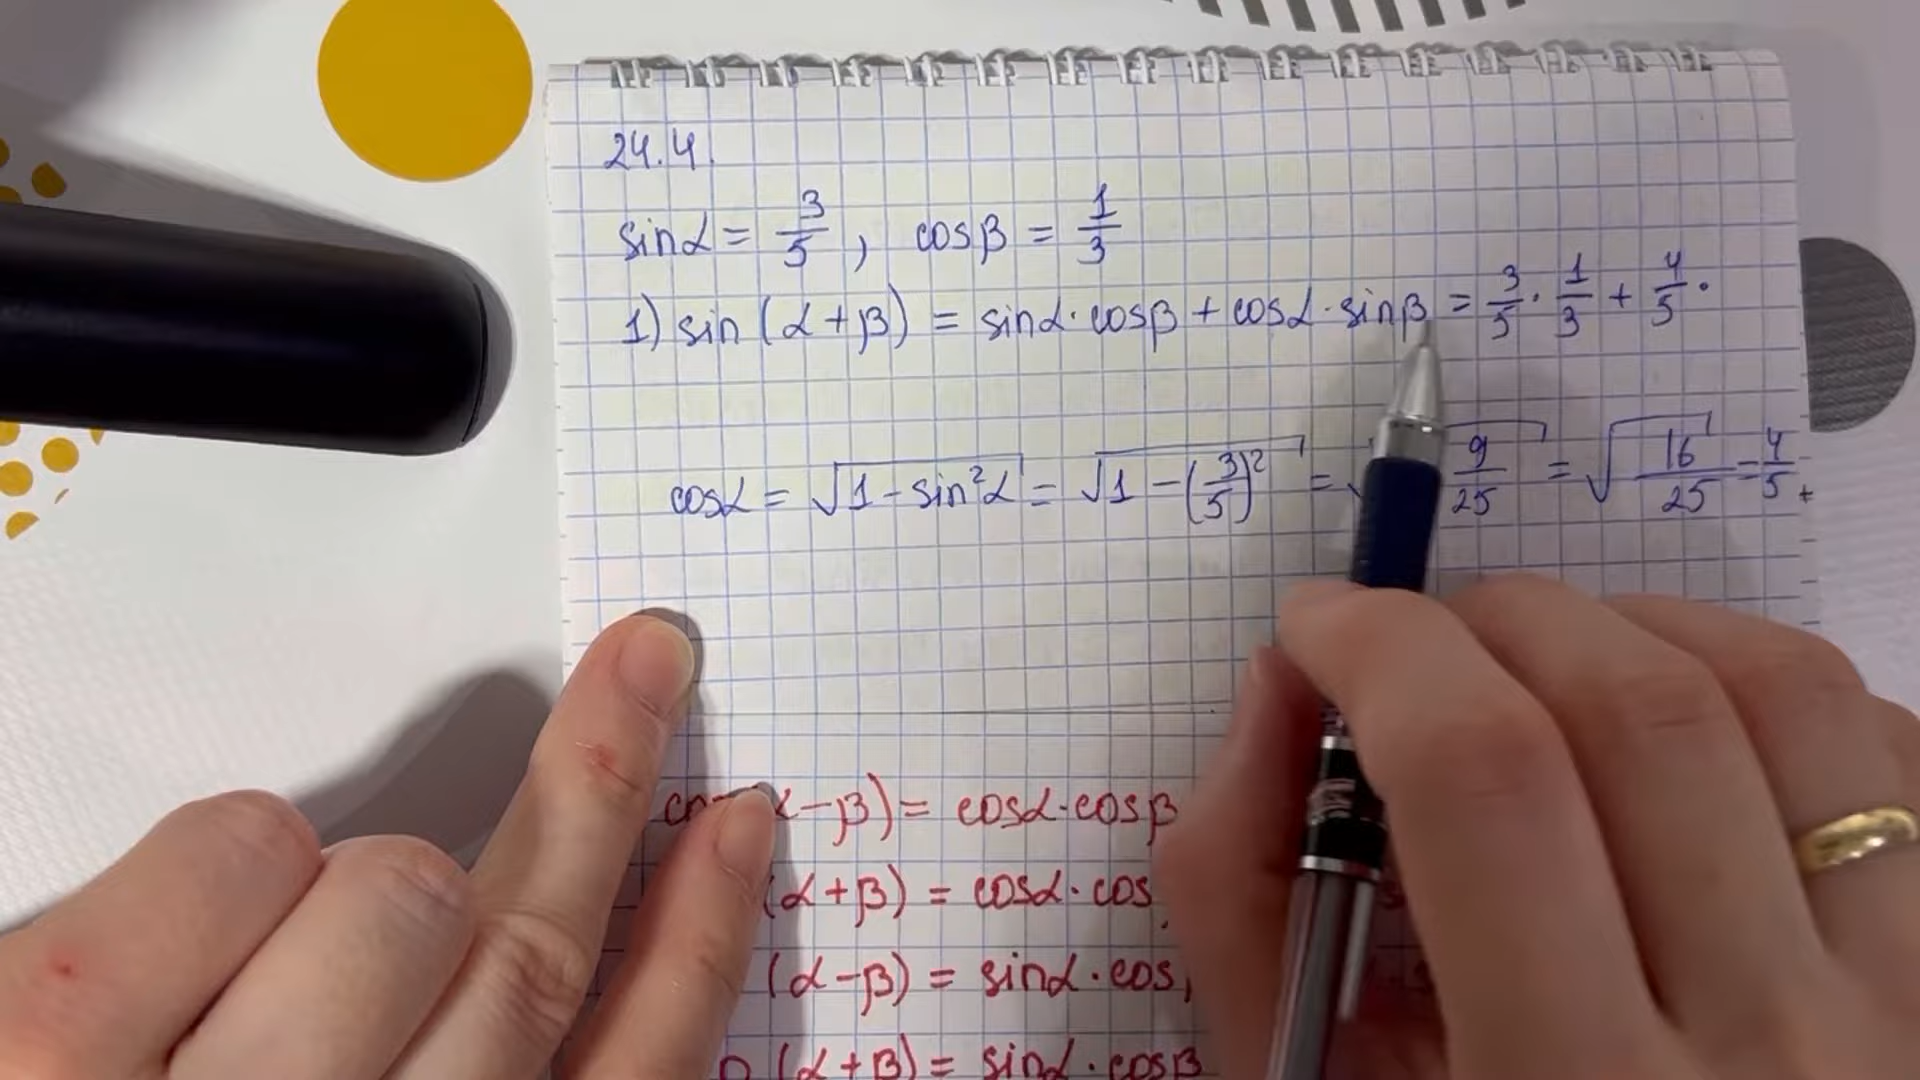 24.4.
sinα = 3/5, cosβ = 1/3
1) sin (α+β) = sinα · cosβ + cosα · sinβ = 3/5 · 1/3 + 4/5 ·
cosα = √(1 - sin²α) = √(1 - (3/5)²) = √ 9/25 = √(16/25) = 4/5
α-β) = cosα · cosβ
(α+β) = cosα · cos
(α-β) = sinα · cos
(α+β) = sinα · cosβ